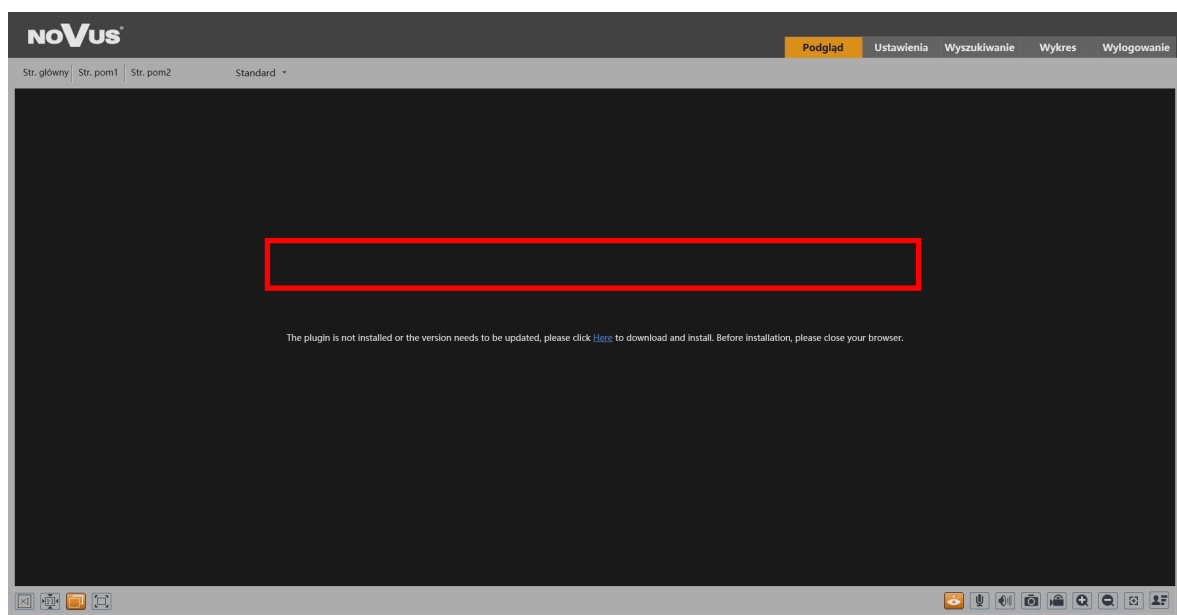 NOVUS
Podgląd Ustawienia Wyszukiwanie Wykres Wylogowanie
Str. główny Str. pom1 Str. pom2 Standard
The plugin is not installed or the version needs to be updated, please click Here to download and install. Before installation, please close your browser.